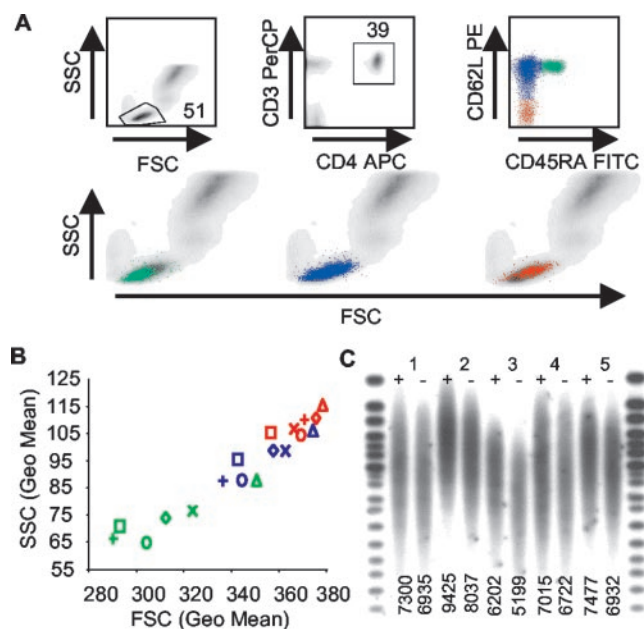 A
SSC
51
FSC
CD3 PerCP
39
CD4 APC
CD62L PE
CD45RA FITC
SSC
FSC
B
SSC (Geo Mean)
125
115
105
95
85
75
65
55
280 300 320 340 360 380
FSC (Geo Mean)
C
1 2 3 4 5
+ - + - + - + - + -
7300 6935 9425 8037 6202 5199 7015 6722 7477 6932